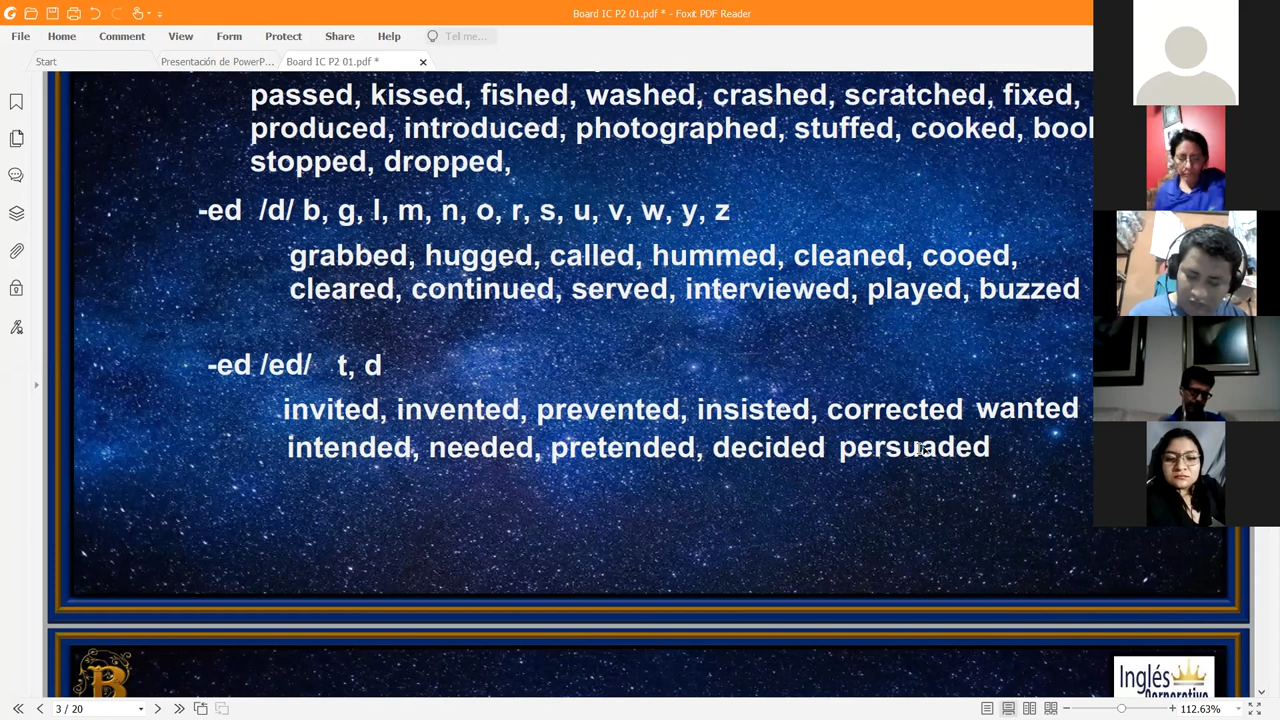 Board IC P2 01.pdf * - Foxit PDF Reader
File Home Comment View Form Protect Share Help Tell me...
Start Presentación de PowerP... Board IC P2 01.pdf *
passed, kissed, fished, washed, crashed, scratched, fixed,
produced, introduced, photographed, stuffed, cooked,
stopped, dropped,
-ed /d/ b, g, l, m, n, o, r, s, u, v, w, y, z
grabbed, hugged, called, hummed, cleaned, cooed,
cleared, continued, served, interviewed, played, buzzed
-ed /ed/ t, d
invited, invented, prevented, insisted, corrected wanted
intended, needed, pretended, decided persuaded
B
Inglés
3 / 20
112.63%